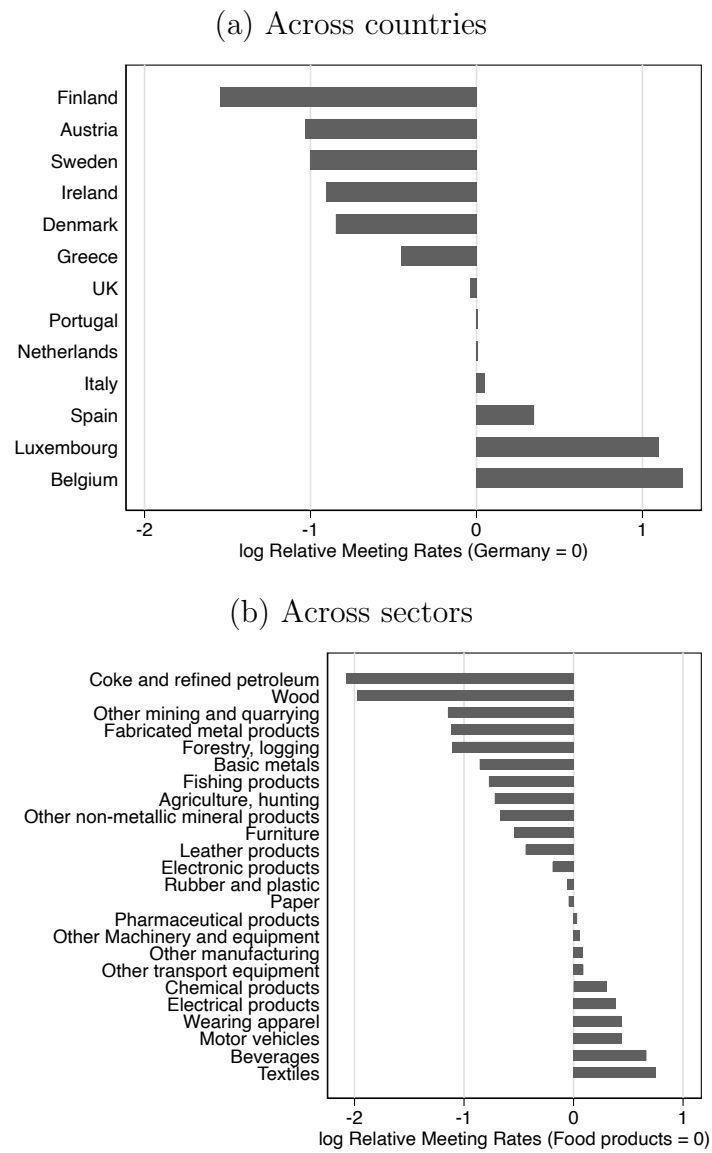 (a) Across countries
Finland
Austria
Sweden
Ireland
Denmark
Greece
UK
Portugal
Netherlands
Italy
Spain
Luxembourg
Belgium
-2 -1 0 1
log Relative Meeting Rates (Germany = 0)
(b) Across sectors
Coke and refined petroleum
Wood
Other mining and quarrying
Fabricated metal products
Forestry, logging
Basic metals
Fishing products
Agriculture, hunting
Other non-metallic mineral products
Furniture
Leather products
Electronic products
Rubber and plastic
Paper
Pharmaceutical products
Other Machinery and equipment
Other manufacturing
Other transport equipment
Chemical products
Electrical products
Wearing apparel
Motor vehicles
Beverages
Textiles
-2 -1 0 1
log Relative Meeting Rates (Food products = 0)